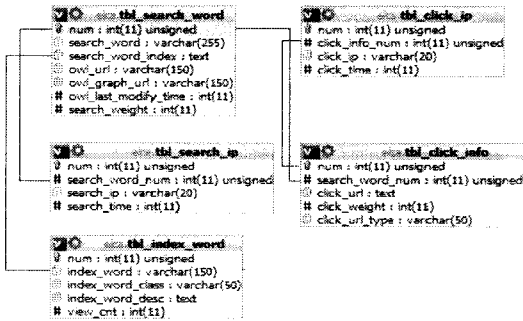 tbl_search_word
num : int(11) unsigned
search_word : varchar(255)
search_word_index : text
owl_url : varchar(150)
owl_graph_url : varchar(150)
# owl_last_modify_time : int(11)
# search_weight : int(11)
tbl_click_ip
num : int(11) unsigned
# click_info_num : int(11) unsigned
click_ip : varchar(20)
# click_time : int(11)
tbl_search_ip
num : int(11) unsigned
# search_word_num : int(11) unsigned
search_ip : varchar(20)
# search_time : int(11)
tbl_click_info
num : int(11) unsigned
# search_word_num : int(11) unsigned
click_url : text
# click_weight : int(11)
click_url_type : varchar(50)
tbl_index_word
num : int(11) unsigned
index_word : varchar(150)
index_word_class : varchar(50)
index_word_desc : text
# view_cnt : int(11)